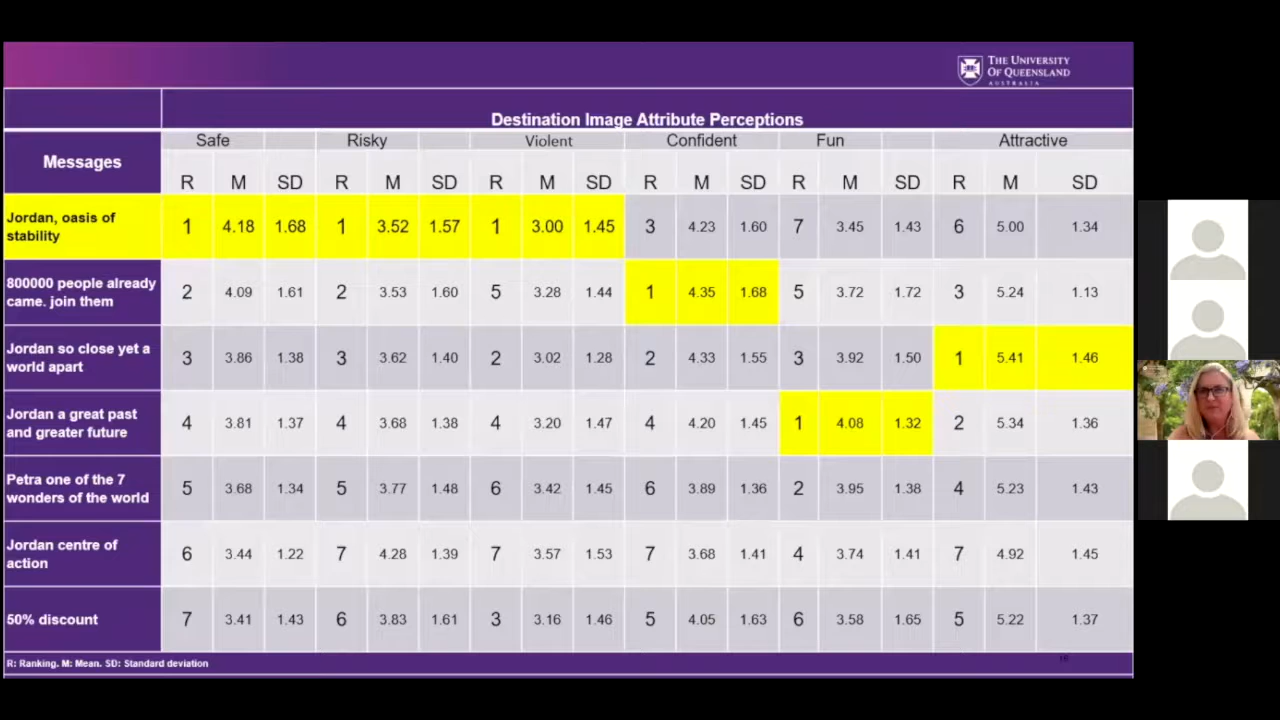 THE UNIVERSITY
OF QUEENSLAND
AUSTRALIA
Destination Image Attribute Perceptions
Messages
Safe Risky Violent Confident Fun Attractive
R M SD R M SD R M SD R M SD R M SD R M SD
Jordan, oasis of
stability
1 4.18 1.68 1 3.52 1.57 1 3.00 1.45 3 4.23 1.60 7 3.45 1.43 6 5.00 1.34
800000 people already
came. join them
2 4.09 1.61 2 3.53 1.60 5 3.28 1.44 1 4.35 1.68 5 3.72 1.72 3 5.24 1.13
Jordan so close yet a
world apart
3 3.86 1.38 3 3.62 1.40 2 3.02 1.28 2 4.33 1.55 3 3.92 1.50 1 5.41 1.46
Jordan a great past
and greater future
4 3.81 1.37 4 3.68 1.38 4 3.20 1.47 4 4.20 1.45 1 4.08 1.32 2 5.34 1.36
Petra one of the 7
wonders of the world
5 3.68 1.34 5 3.77 1.48 6 3.42 1.45 6 3.89 1.36 2 3.95 1.38 4 5.23 1.43
Jordan centre of
action
6 3.44 1.22 7 4.28 1.39 7 3.57 1.53 7 3.68 1.41 4 3.74 1.41 7 4.92 1.45
50% discount
7 3.41 1.43 6 3.83 1.61 3 3.16 1.46 5 4.05 1.63 6 3.58 1.65 5 5.22 1.37
R: Ranking. M: Mean. SD: Standard deviation